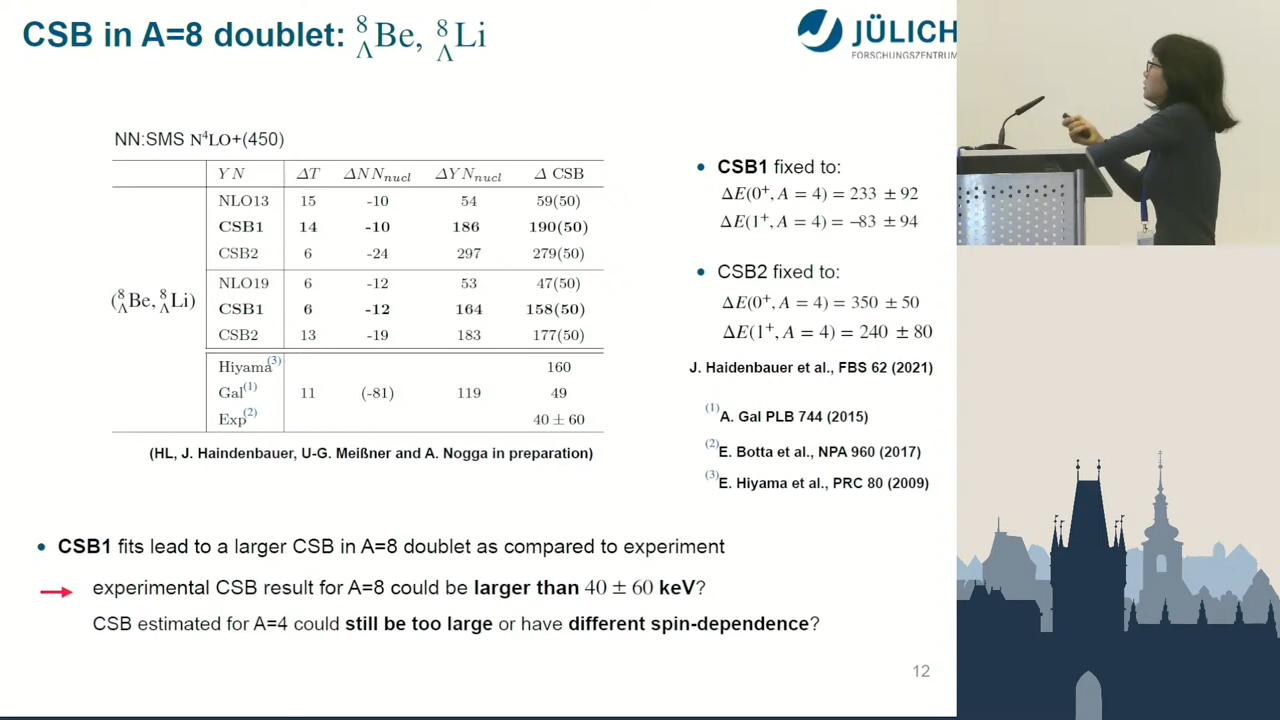 CSB in A=8 doublet: ⁸ΛBe, ⁸ΛLi
JÜLICH
FORSCHUNGSZENTRUM
NN:SMS N⁴LO+(450)
YN ΔT ΔNNnucl ΔYNnucl Δ CSB
NLO13 15 -10 54 59(50)
CSB1 14 -10 186 190(50)
CSB2 6 -24 297 279(50)
NLO19 6 -12 53 47(50)
(⁸ΛBe, ⁸ΛLi)
CSB1 6 -12 164 158(50)
CSB2 13 -19 183 177(50)
Hiyama(3) 160
Gal(1) 11 (-81) 119 49
Exp(2) 40 ± 60
(HL, J. Haindenbauer, U-G. Meißner and A. Nogga in preparation)
• CSB1 fixed to:
ΔE(0⁺, A = 4) = 233 ± 92
ΔE(1⁺, A = 4) = −83 ± 94
• CSB2 fixed to:
ΔE(0⁺, A = 4) = 350 ± 50
ΔE(1⁺, A = 4) = 240 ± 80
J. Haidenbauer et al., FBS 62 (2021)
(1) A. Gal PLB 744 (2015)
(2) E. Botta et al., NPA 960 (2017)
(3) E. Hiyama et al., PRC 80 (2009)
• CSB1 fits lead to a larger CSB in A=8 doublet as compared to experiment
→ experimental CSB result for A=8 could be larger than 40 ± 60 keV?
CSB estimated for A=4 could still be too large or have different spin-dependence?
12